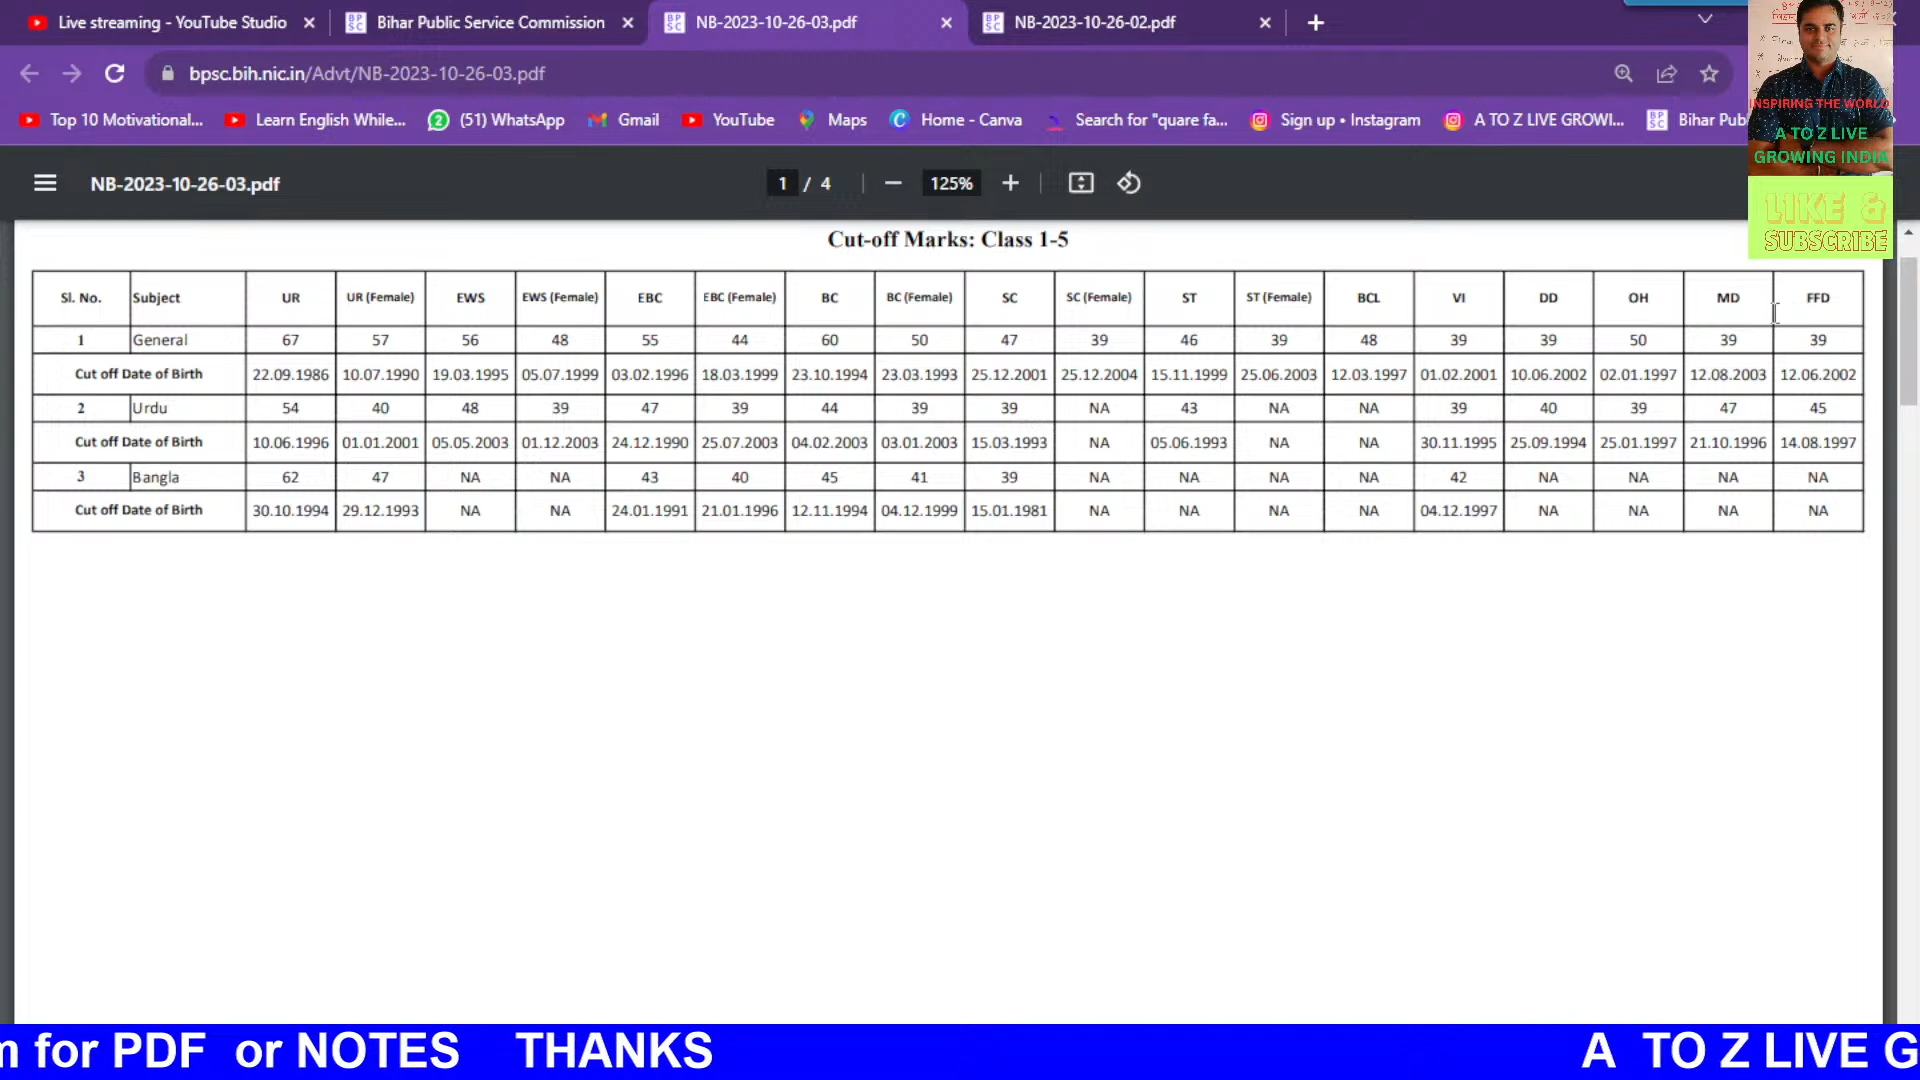 Live streaming - YouTube Studio
Bihar Public Service Commission
NB-2023-10-26-03.pdf
NB-2023-10-26-02.pdf
bpsc.bih.nic.in/Advt/NB-2023-10-26-03.pdf
Top 10 Motivational... Learn English While... (51) WhatsApp Gmail YouTube Maps Home - Canva Search for "quare fa... Sign up • Instagram A TO Z LIVE GROWI... Bihar Pub
INSPIRING THE WORLD
A TO Z LIVE
GROWING INDIA
LIKE &
SUBSCRIBE
NB-2023-10-26-03.pdf 1 / 4 125%
Cut-off Marks: Class 1-5
Sl. No. Subject UR UR (Female) EWS EWS (Female) EBC EBC (Female) BC BC (Female) SC SC (Female) ST ST (Female) BCL VI DD OH MD FFD
1 General 67 57 56 48 55 44 60 50 47 39 46 39 48 39 39 50 39 39
Cut off Date of Birth 22.09.1986 10.07.1990 19.03.1995 05.07.1999 03.02.1996 18.03.1999 23.10.1994 23.03.1993 25.12.2001 25.12.2004 15.11.1999 25.06.2003 12.03.1997 01.02.2001 10.06.2002 02.01.1997 12.08.2003 12.06.2002
2 Urdu 54 40 48 39 47 39 44 39 39 NA 43 NA NA 39 40 39 47 45
Cut off Date of Birth 10.06.1996 01.01.2001 05.05.2003 01.12.2003 24.12.1990 25.07.2003 04.02.2003 03.01.2003 15.03.1993 NA 05.06.1993 NA NA 30.11.1995 25.09.1994 25.01.1997 21.10.1996 14.08.1997
3 Bangla 62 47 NA NA 43 40 45 41 39 NA NA NA NA 42 NA NA NA NA
Cut off Date of Birth 30.10.1994 29.12.1993 NA NA 24.01.1991 21.01.1996 12.11.1994 04.12.1999 15.01.1981 NA NA NA NA 04.12.1997 NA NA NA NA
m for PDF or NOTES THANKS A TO Z LIVE G